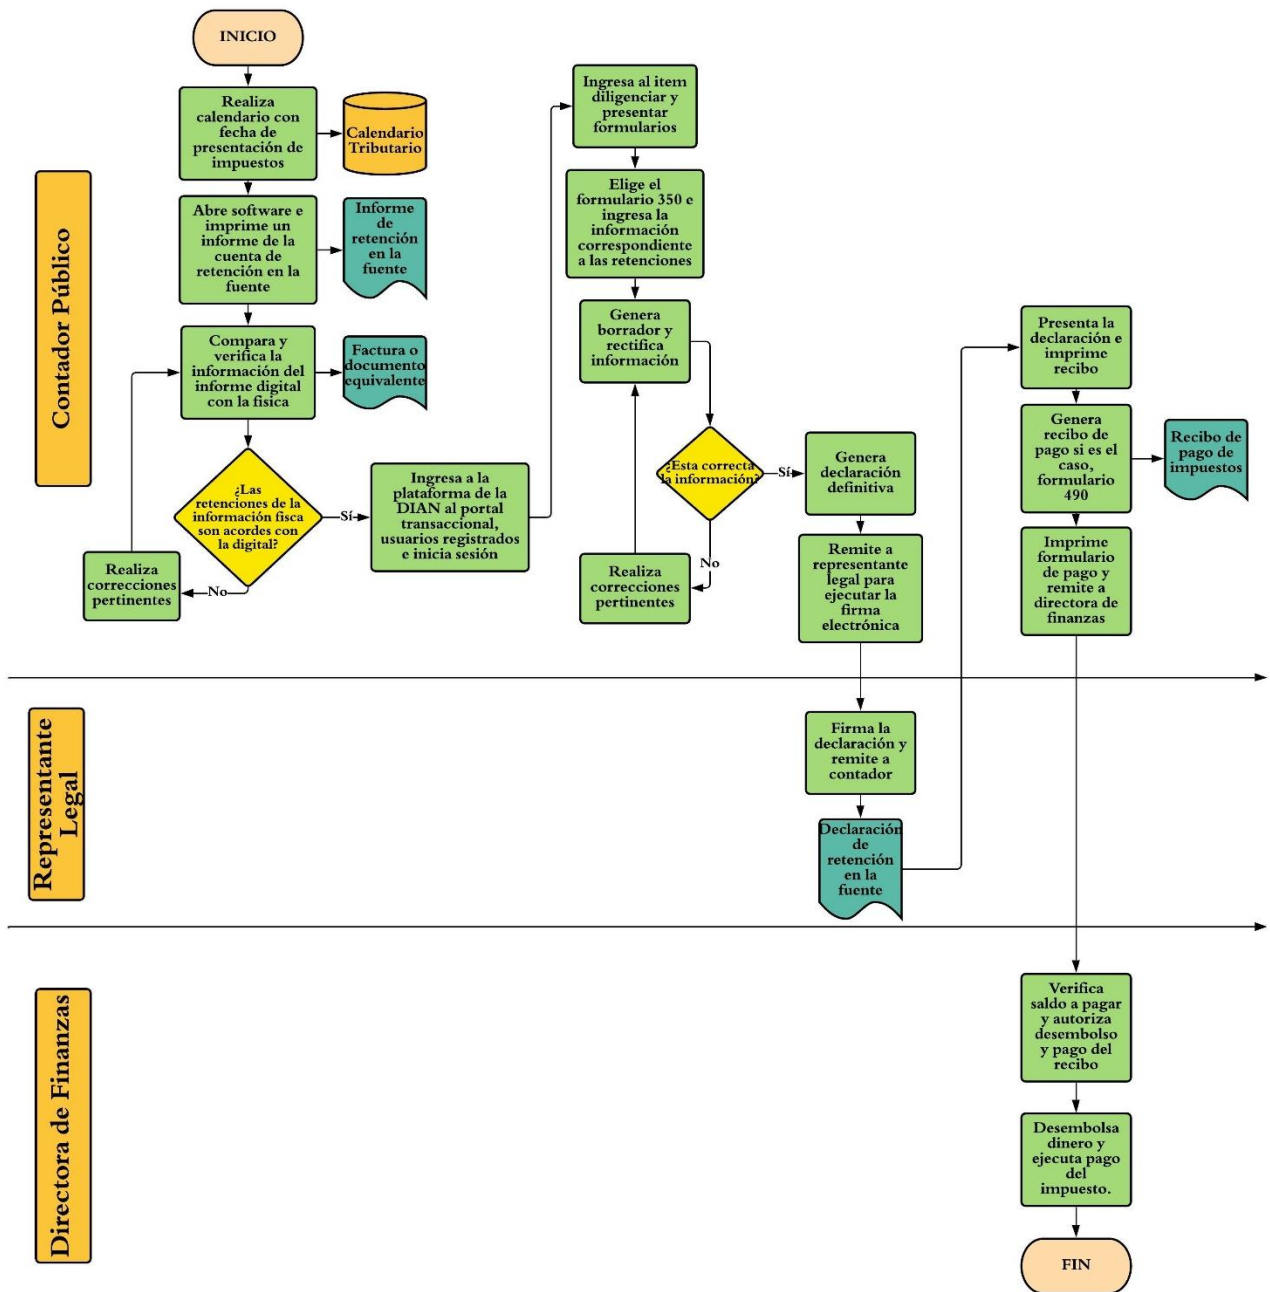 INICIO
Realiza
calendario con
fecha de
presentación de
impuestos
Calendario
Tributario
Abre software e
imprime un
informe de la
cuenta de
retención en la
fuente
Informe
de
retención
en la
fuente
Compara y
verifica la
información del
informe digital
con la fisica
Factura o
documento
equivalente
¿Las
retenciones de la
información fisca
son acordes con
la digital?
No
Realiza
correcciones
pertinentes
Sí
Ingresa a la
plataforma de la
DIAN al portal
transaccional,
usuarios registrados
e inicia sesión
Ingresa al item
diligenciar y
presentar
formularios
Elige el
formulario 350 e
ingresa la
información
correspondiente
a las retenciones
Genera
borrador y
rectifica
información
¿Esta correcta
la información?
No
Realiza
correcciones
pertinentes
Sí
Genera
declaración
definitiva
Remite a
representante
legal para
ejecutar la
firma
electrónica
Presenta la
declaración e
imprime
recibo
Genera
recibo de
pago si es el
caso,
formulario
490
Recibo de
pago de
impuestos
Imprime
formulario
de pago y
remite a
directora de
finanzas
Contador Público
Representante
Legal
Firma la
declaración y
remite a
contador
Declaración
de
retención
en la
fuente
Directora de Finanzas
Verifica
saldo a pagar
y autoriza
desembolso
y pago del
recibo
Desembolsa
dinero y
ejecuta pago
del
impuesto.
FIN